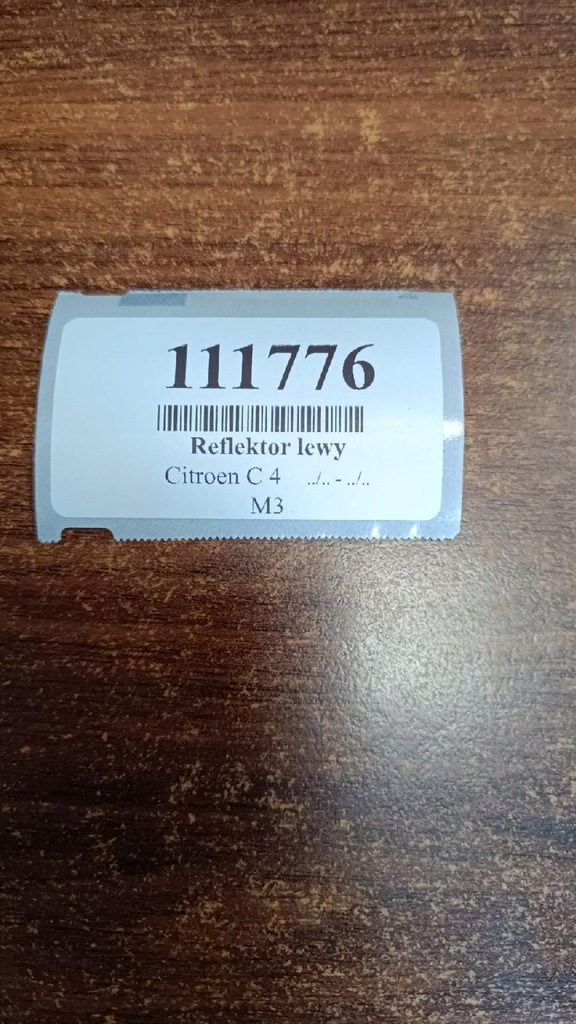 111776
Reflektor lewy
Citroen C 4 ../.. - ../..
M3